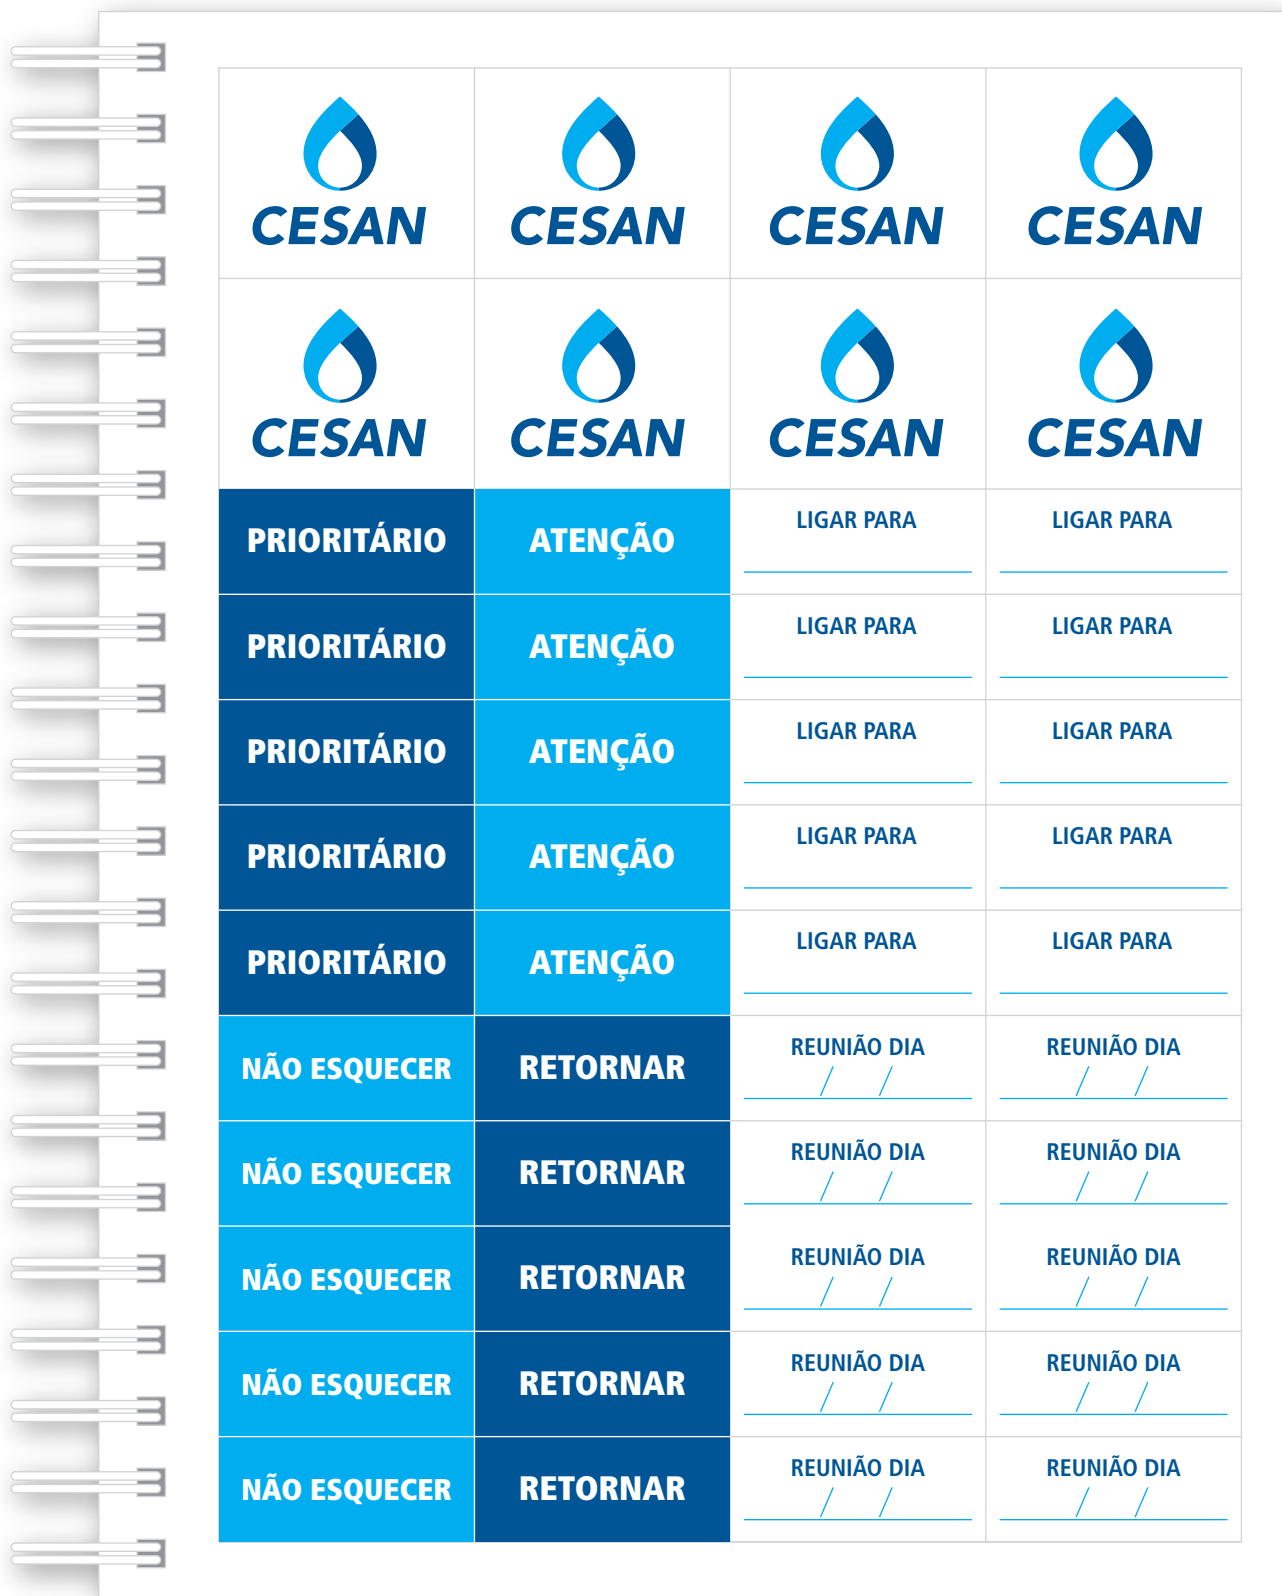 CESAN CESAN CESAN CESAN
CESAN CESAN CESAN CESAN
PRIORITÁRIO ATENÇÃO LIGAR PARA LIGAR PARA
PRIORITÁRIO ATENÇÃO LIGAR PARA LIGAR PARA
PRIORITÁRIO ATENÇÃO LIGAR PARA LIGAR PARA
PRIORITÁRIO ATENÇÃO LIGAR PARA LIGAR PARA
PRIORITÁRIO ATENÇÃO LIGAR PARA LIGAR PARA
NÃO ESQUECER RETORNAR REUNIÃO DIA REUNIÃO DIA
/ / / /
NÃO ESQUECER RETORNAR REUNIÃO DIA REUNIÃO DIA
/ / / /
NÃO ESQUECER RETORNAR REUNIÃO DIA REUNIÃO DIA
/ / / /
NÃO ESQUECER RETORNAR REUNIÃO DIA REUNIÃO DIA
/ / / /
NÃO ESQUECER RETORNAR REUNIÃO DIA REUNIÃO DIA
/ / / /